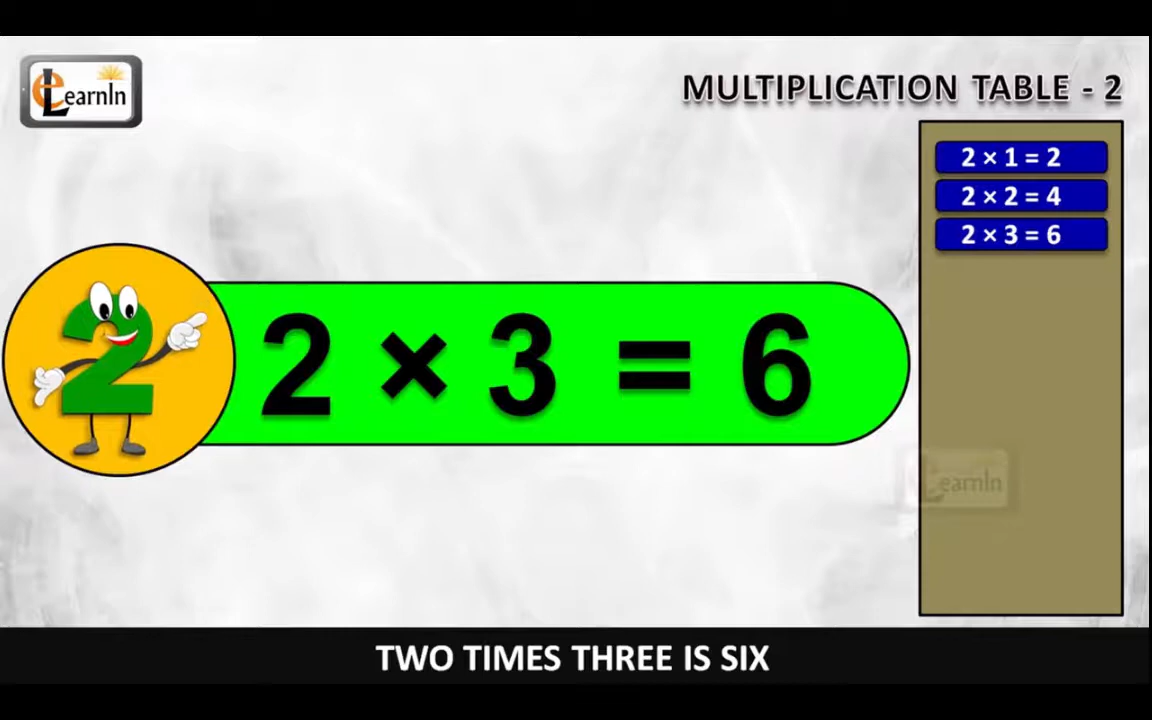 eLearnIn
MULTIPLICATION TABLE - 2
2 × 1 = 2
2 × 2 = 4
2 × 3 = 6
2 2 × 3 = 6
LearnIn
TWO TIMES THREE IS SIX